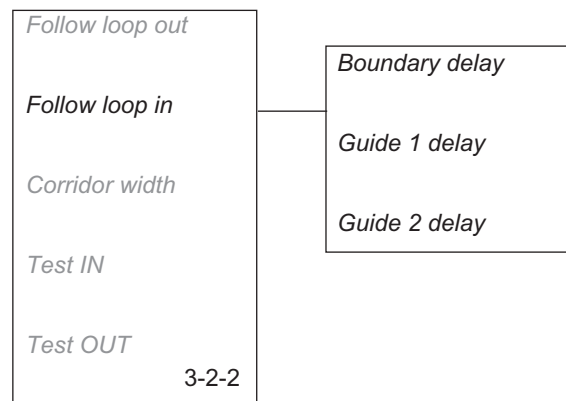 Follow loop out
Follow loop in
Corridor width
Test IN
Test OUT
3-2-2
Boundary delay
Guide 1 delay
Guide 2 delay